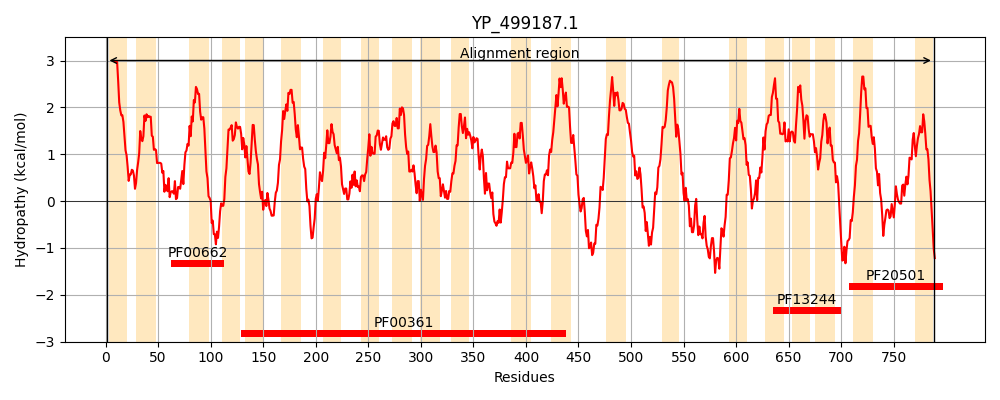 YP_499187.1
Alignment region
Hydropathy (kcal/mol)
3
2
1
0
−1
−2
−3
PF00662
PF20501
PF13244
PF00361
0 50 100 150 200 250 300 350 400 450 500 550 600 650 700 750
Residues